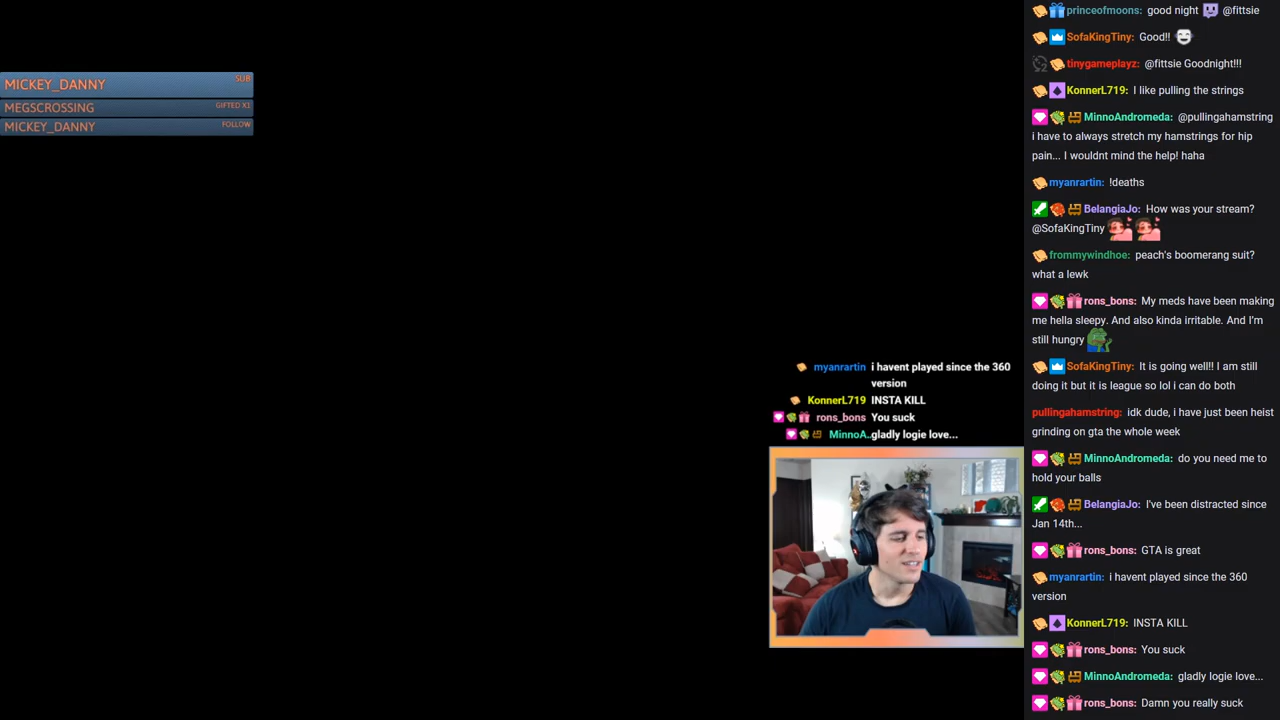 MICKEY_DANNY SUB
MEGSCROSSING GIFTED X1
MICKEY_DANNY FOLLOW
myanrartin i havent played since the 360
version
KonnerL719 INSTA KILL
rons_bons You suck
MinnoA.. gladly logie love...
princeofmoons: good night @fittsie
SofaKingTiny: Good!!
tinygameplayz: @fittsie Goodnight!!!
KonnerL719: I like pulling the strings
MinnoAndromeda: @pullingahamstring
i have to always stretch my hamstrings for hip
pain... I wouldnt mind the help! haha
myanrartin: !deaths
BelangiaJo: How was your stream?
@SofaKingTiny
frommywindhoe: peach's boomerang suit?
what a lewk
rons_bons: My meds have been making
me hella sleepy. And also kinda irritable. And I'm
still hungry
SofaKingTiny: It is going well!! I am still
doing it but it is league so lol i can do both
pullingahamstring: idk dude, i have just been heist
grinding on gta the whole week
MinnoAndromeda: do you need me to
hold your balls
BelangiaJo: I've been distracted since
Jan 14th...
rons_bons: GTA is great
myanrartin: i havent played since the 360
version
KonnerL719: INSTA KILL
rons_bons: You suck
MinnoAndromeda: gladly logie love...
rons_bons: Damn you really suck